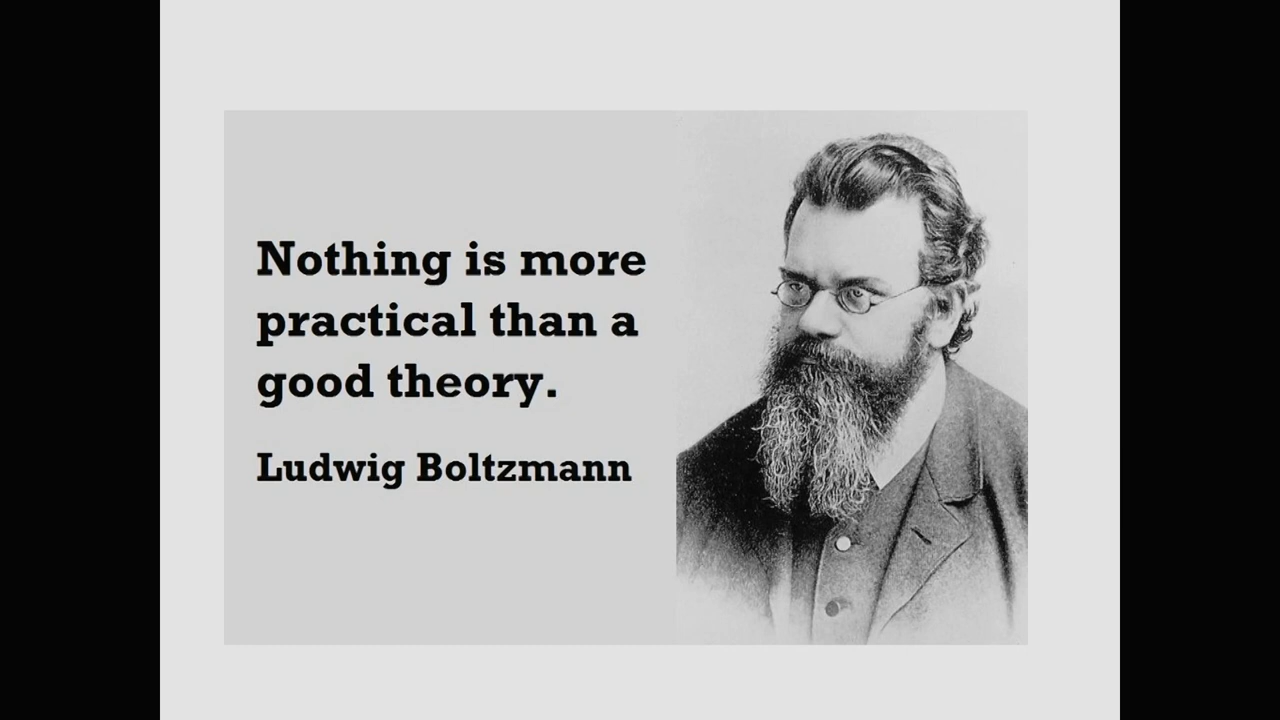 Nothing is more
practical than a
good theory.
Ludwig Boltzmann